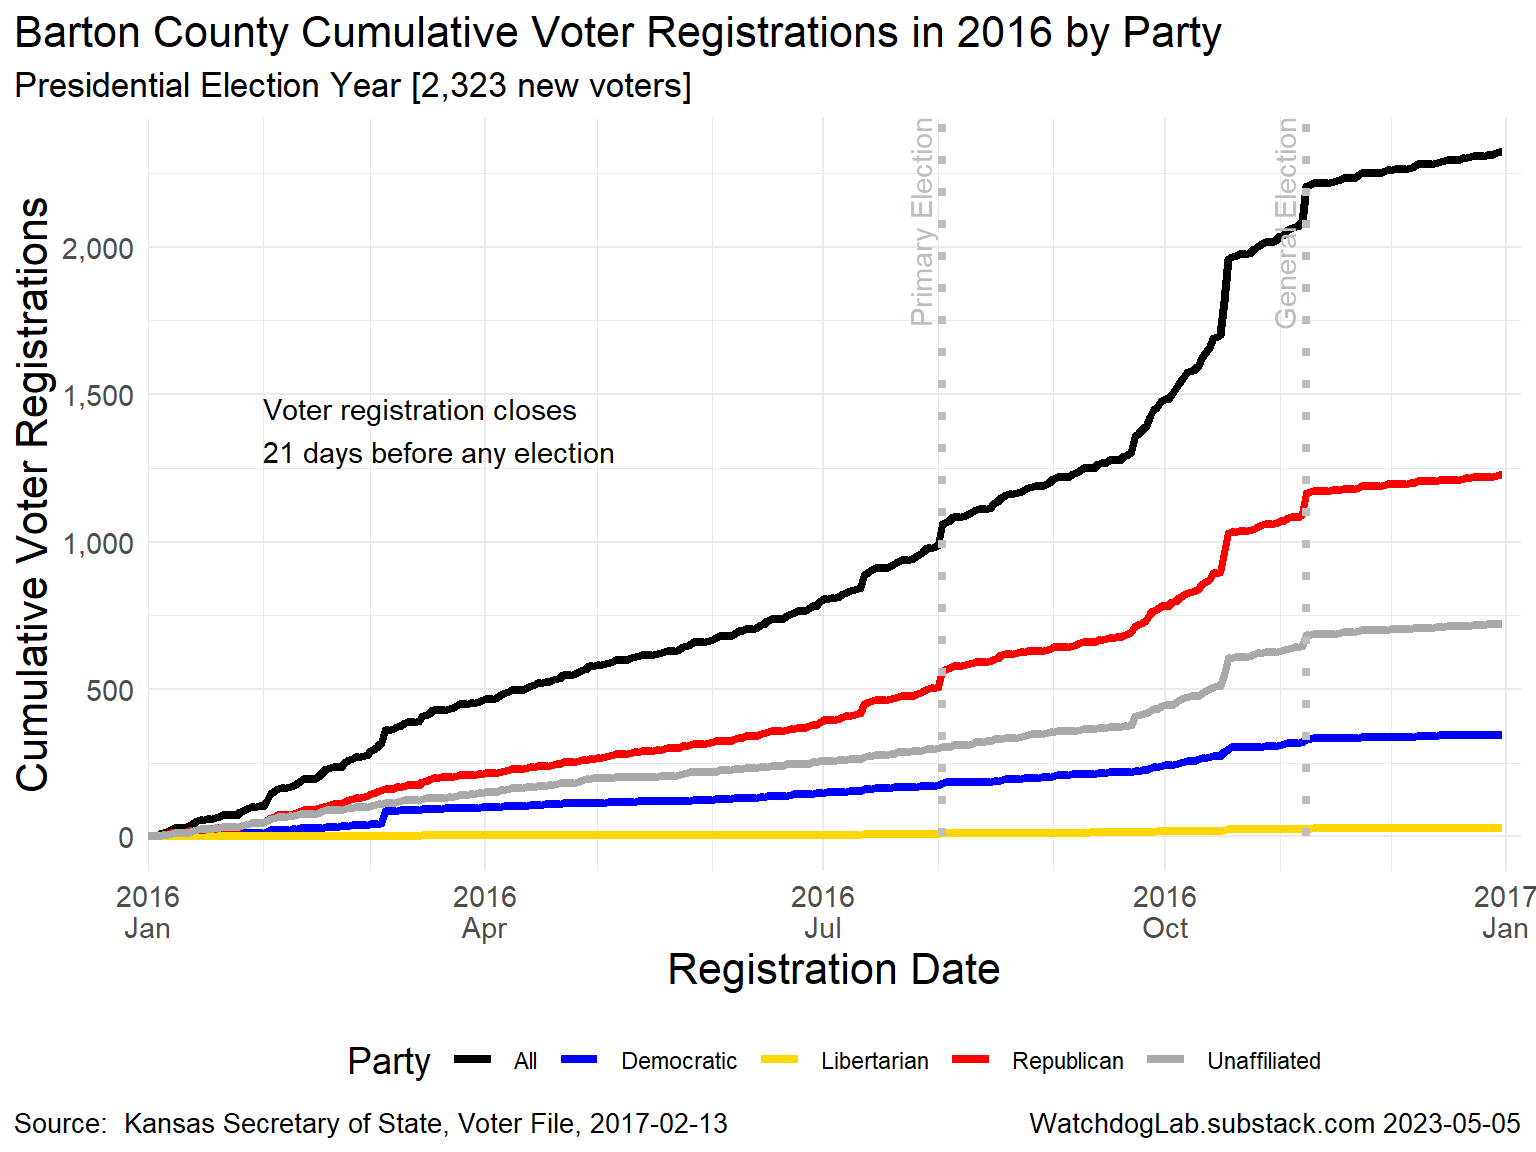 Barton County Cumulative Voter Registrations in 2016 by Party
Presidential Election Year [2,323 new voters]
Cumulative Voter Registrations
2,000
1,500
1,000
500
0
Primary Election
General Election
Voter registration closes
21 days before any election
2016
Jan
2016
Apr
2016
Jul
2016
Oct
2017
Jan
Registration Date
Party All Democratic Libertarian Republican Unaffiliated
Source:  Kansas Secretary of State, Voter File, 2017-02-13
WatchdogLab.substack.com 2023-05-05